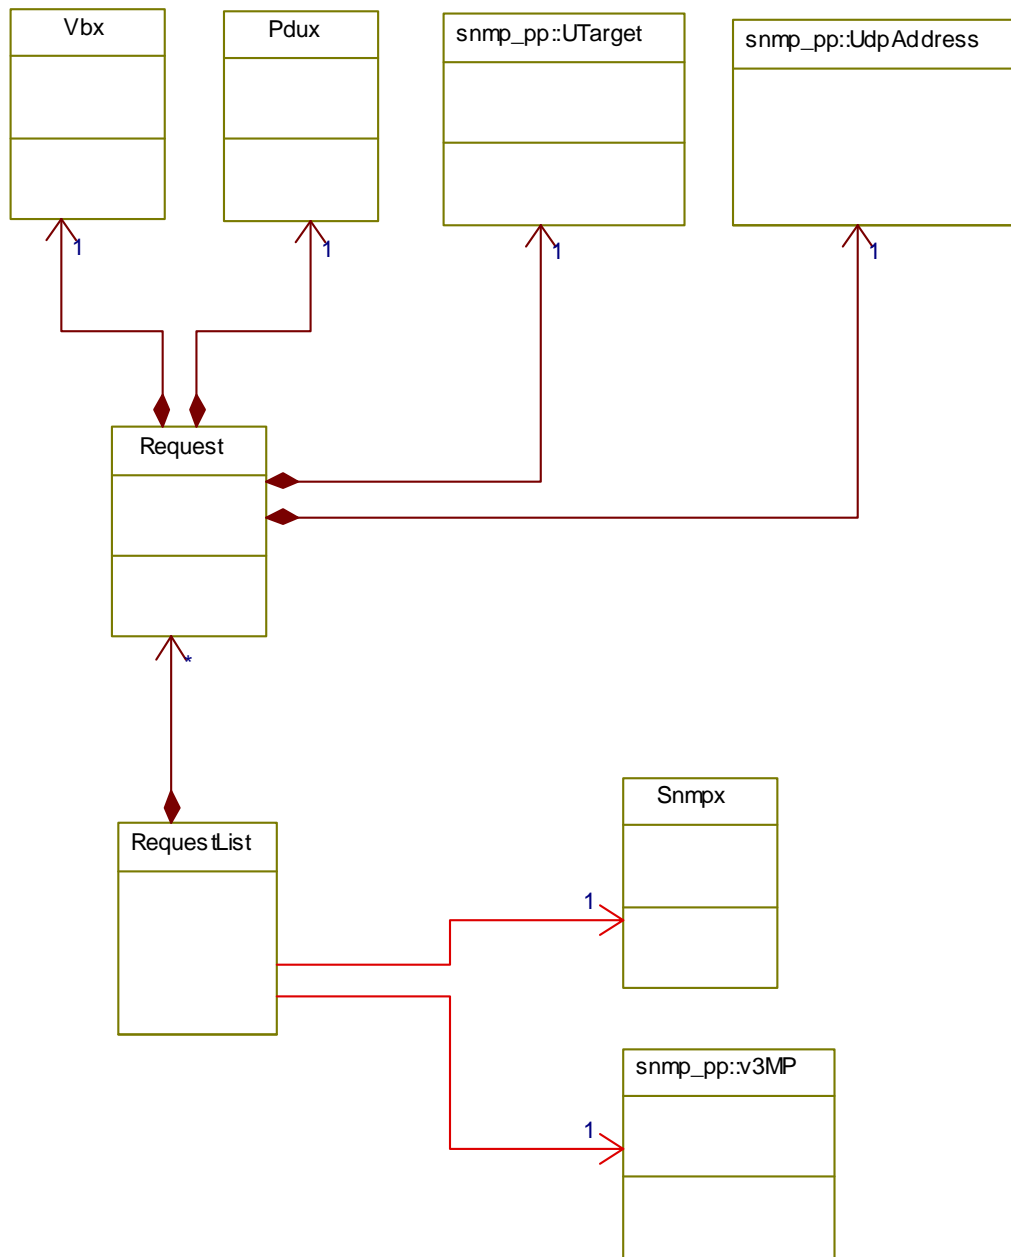 Vbx
Pdux
snmp_pp::UTarget
snmp_pp::UdpAddress
1
1
1
1
Request
*
RequestList
Snmpx
1
snmp_pp::v3MP
1